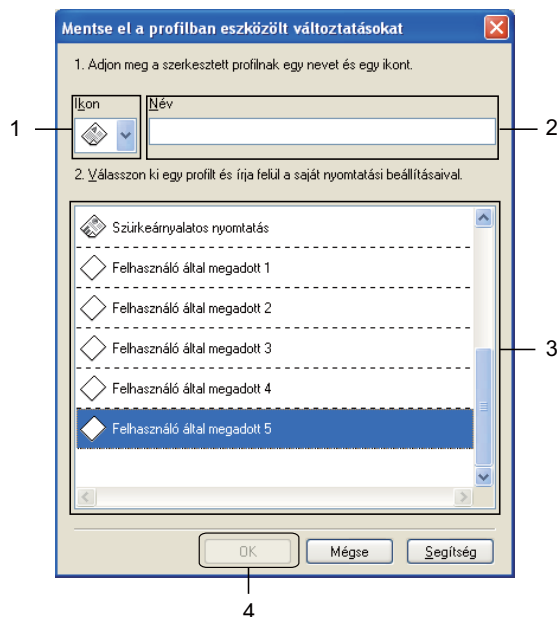 Mentse el a profilban eszközölt változtatásokat
1. Adjon meg a szerkesztett profilnak egy nevet és egy ikont.
Ikon Név
1 2
2. Válasszon ki egy profilt és írja felül a saját nyomtatási beállításaival.
Szürkeárnyalatos nyomtatás
Felhasználó által megadott 1
Felhasználó által megadott 2
Felhasználó által megadott 3
3
Felhasználó által megadott 4
Felhasználó által megadott 5
OK Mégse Segítség
4